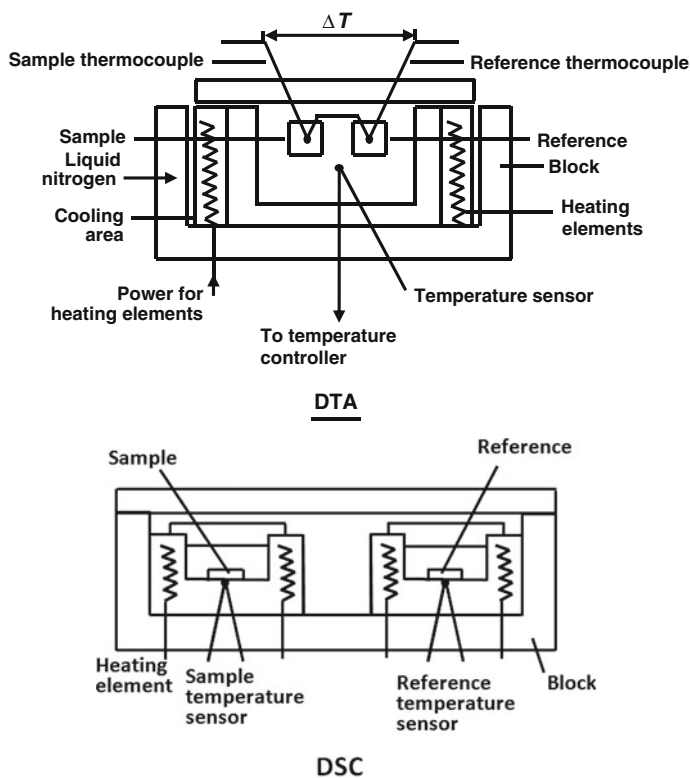 ΔT
Sample thermocouple
Reference thermocouple
Sample
Reference
Liquid
nitrogen
Block
Cooling
area
Heating
elements
Power for
heating elements
Temperature sensor
To temperature
controller
DTA
Sample
Reference
Heating
element
Sample
temperature
sensor
Reference
temperature
sensor
Block
DSC